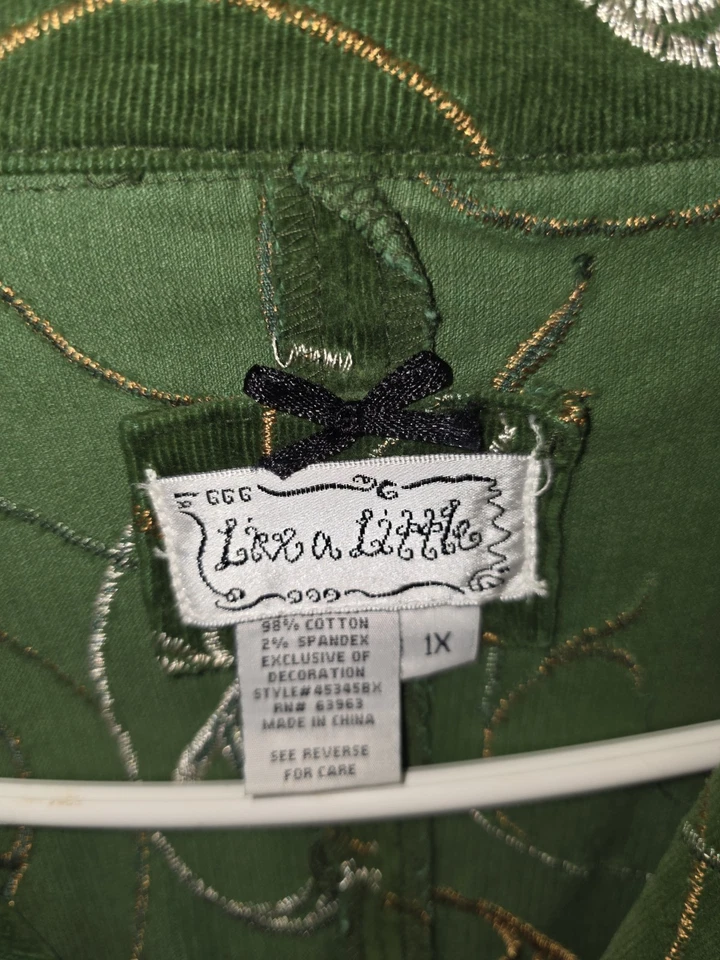 Live a Little
98% COTTON
2% SPANDEX
EXCLUSIVE OF
DECORATION
STYLE#45345BX
RN# 63963
MADE IN CHINA
SEE REVERSE
FOR CARE
1X